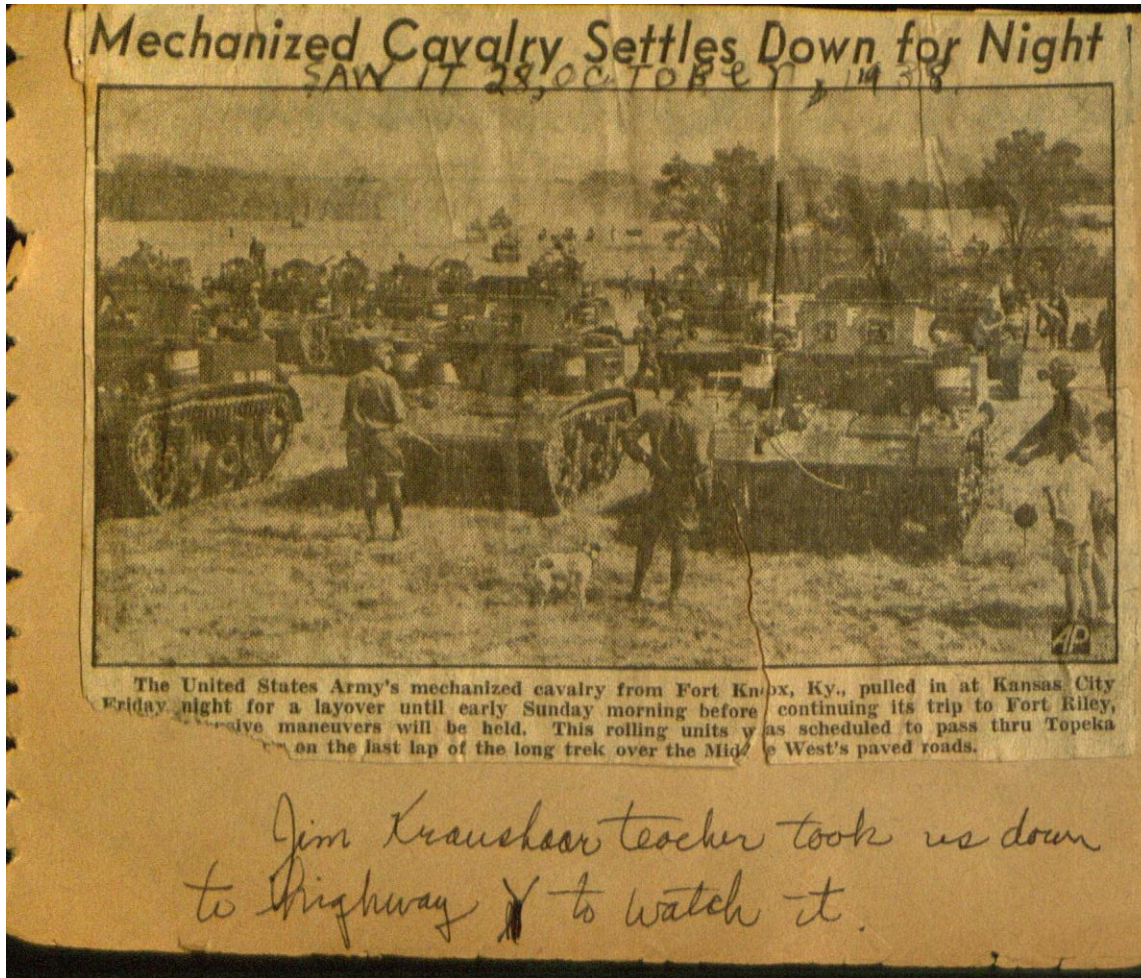 Mechanized Cavalry Settles Down for Night
SAW IT 28, OCTOBER, 1938.
AP
The United States Army's mechanized cavalry from Fort Knox, Ky., pulled in at Kansas City
Friday night for a layover until early Sunday morning before continuing its trip to Fort Riley,
maneuvers will be held. This rolling units was scheduled to pass thru Topeka
on the last lap of the long trek over the Middle West's paved roads.
Jim Kraushaar teacher took us down
to highway to watch it.